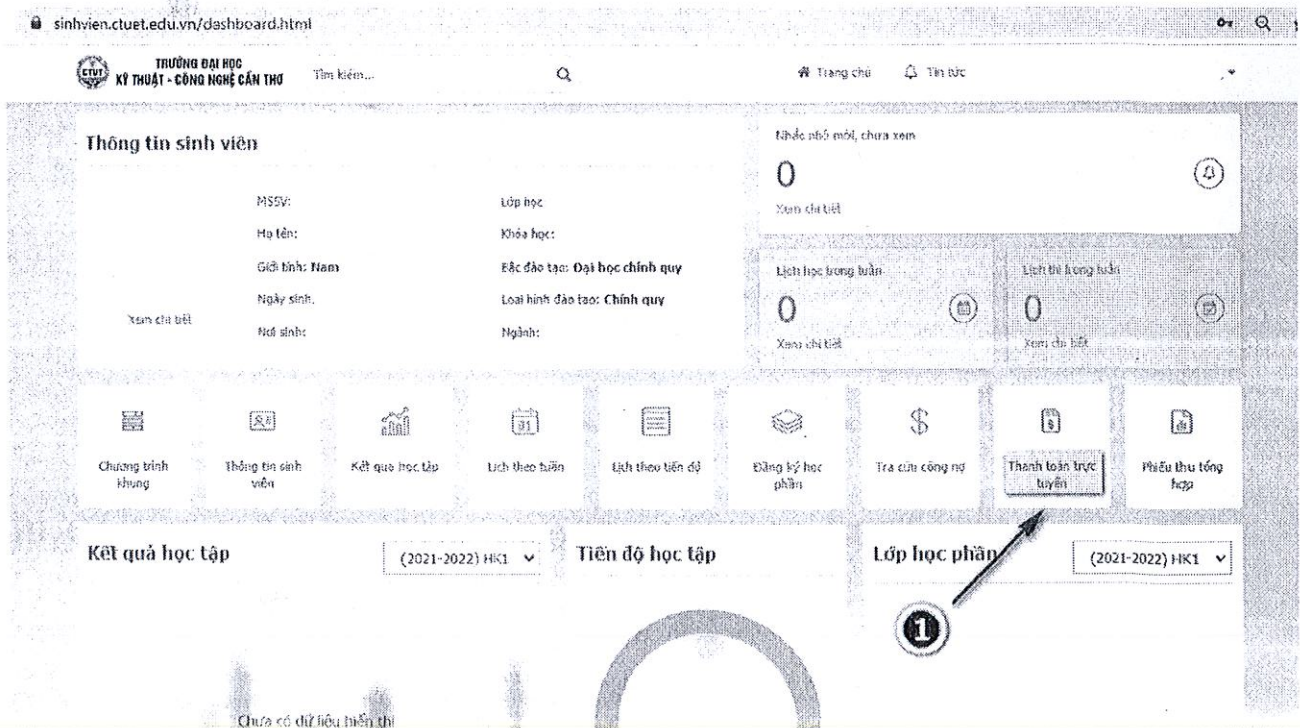 sinhvien.ctuet.edu.vn/dashboard.html
CTUT
TRƯỜNG ĐẠI HỌC
KỸ THUẬT - CÔNG NGHỆ CẦN THƠ
Tìm kiếm...
Trang chủ
Tin tức
Thông tin sinh viên
MSSV:
Lớp học
Họ tên:
Khóa học:
Giới tính: Nam
Bậc đào tạo: Đại học chính quy
Ngày sinh:
Loại hình đào tạo: Chính quy
Nơi sinh:
Ngành:
Xem chi tiết
Nhắc nhở mới, chưa xem
0
Xem chi tiết
Lịch học trong tuần
0
Xem chi tiết
Lịch thi trong tuần
0
Xem chi tiết
Chương trình
khung
Thông tin sinh
viên
Kết quả học tập
31
Lịch theo tuần
Lịch theo tiến độ
Đăng ký học
phần
$
Tra cứu công nợ
$
Thanh toán trực
tuyến
Phiếu thu tổng
hợp
Kết quả học tập
(2021-2022) HK1
Tiến độ học tập
Lớp học phần
(2021-2022) HK1
1
Chưa có dữ liệu hiển thị